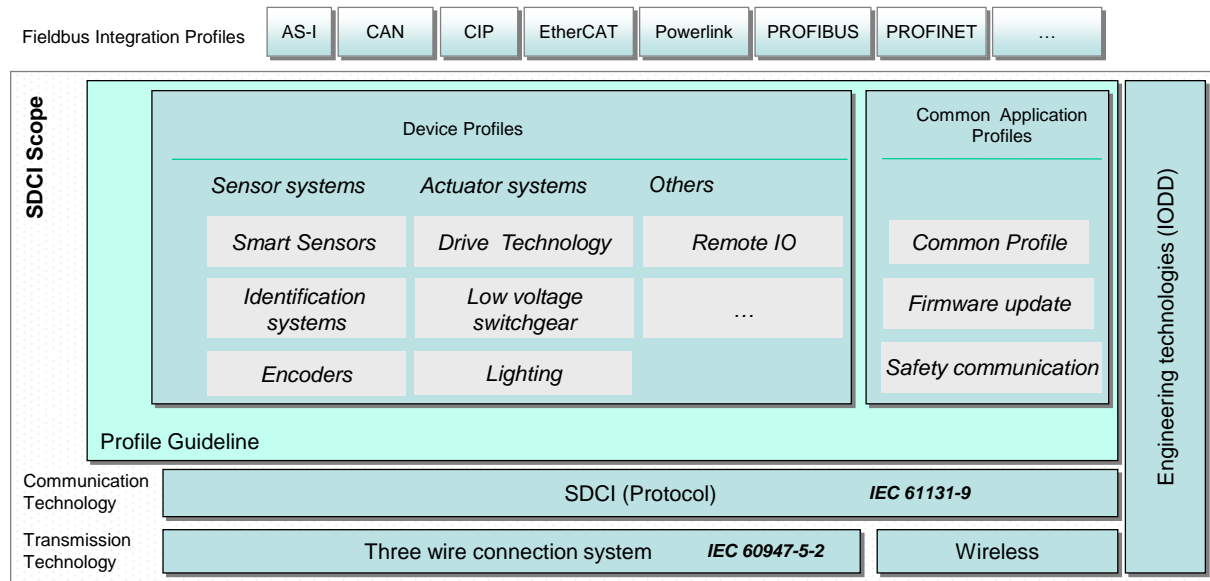 Fieldbus Integration Profiles
AS-I
CAN
CIP
EtherCAT
Powerlink
PROFIBUS
PROFINET
…
SDCI Scope
Device Profiles
Sensor systems
Actuator systems
Others
Smart Sensors
Drive Technology
Remote IO
Identification
systems
Low voltage
switchgear
…
Encoders
Lighting
Common Application
Profiles
Common Profile
Firmware update
Safety communication
Engineering technologies (IODD)
Profile Guideline
Communication
Technology
SDCI (Protocol)
IEC 61131-9
Transmission
Technology
Three wire connection system
IEC 60947-5-2
Wireless